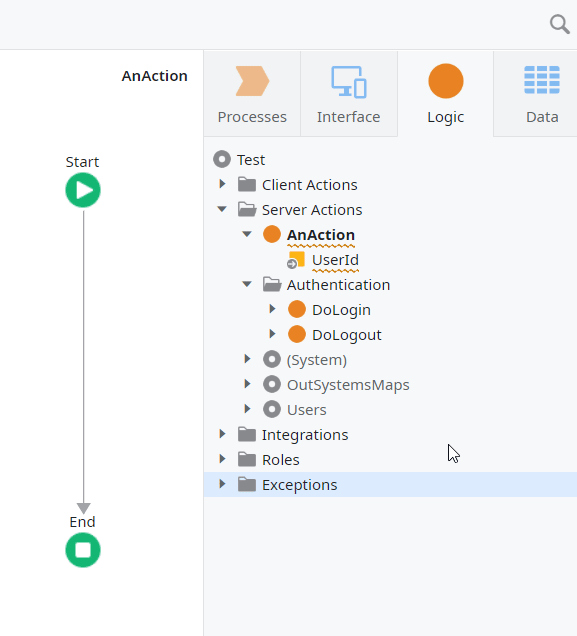 AnAction
Start
End
Processes
Interface
Logic
Data
Test
Client Actions
Server Actions
AnAction
UserId
Authentication
DoLogin
DoLogout
(System)
OutSystemsMaps
Users
Integrations
Roles
Exceptions